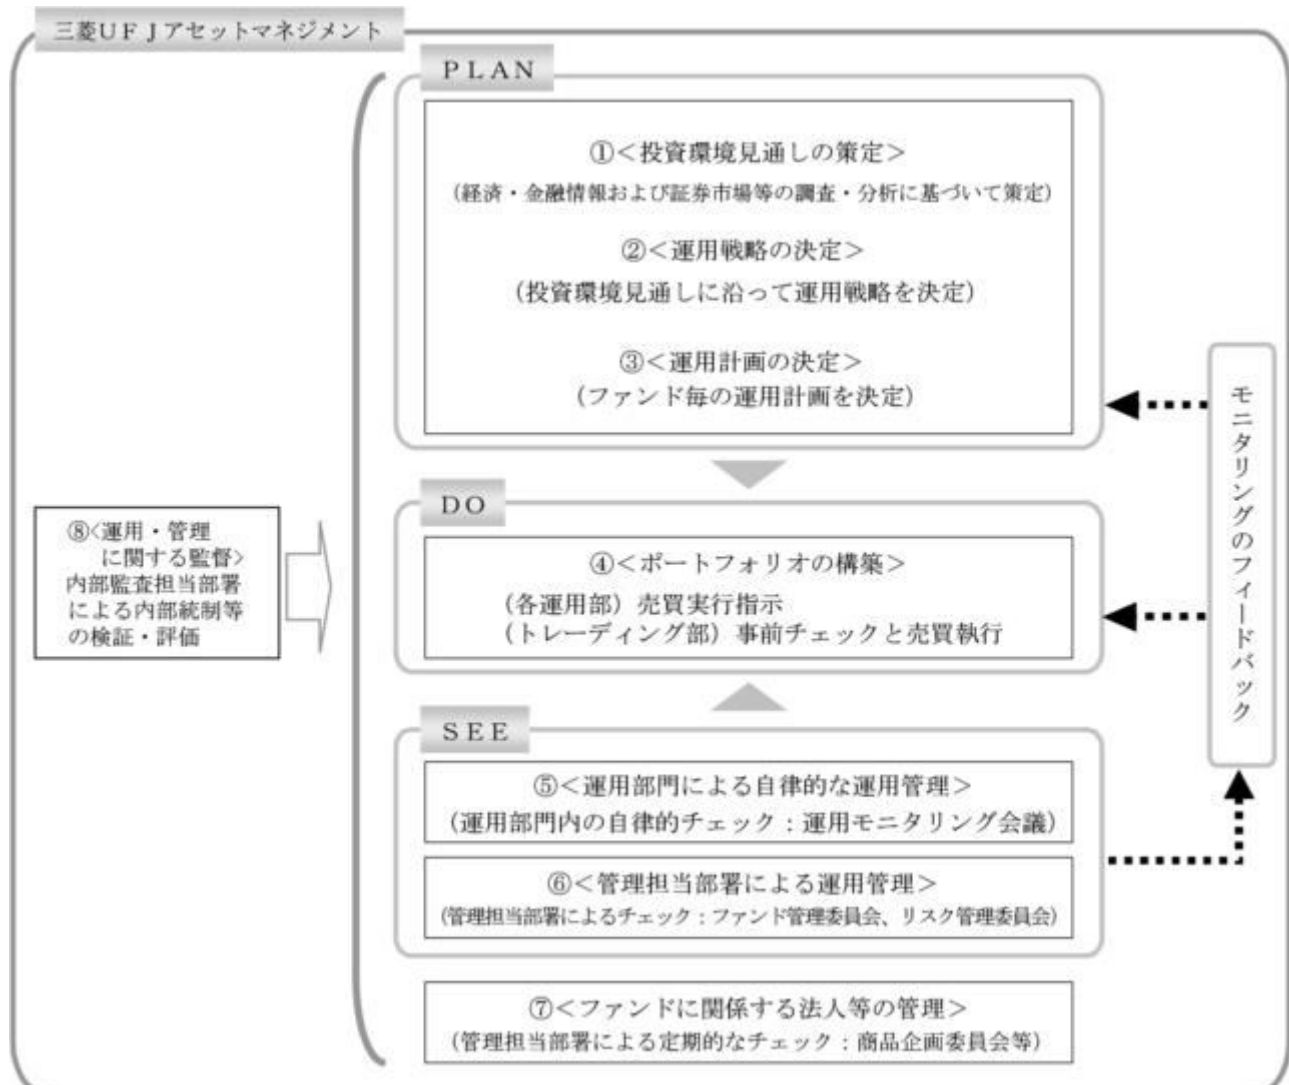 三菱UFJアセットマネジメント
PLAN
①<投資環境見通しの策定>
(経済・金融情報および証券市場等の調査・分析に基づいて策定)
②<運用戦略の決定>
(投資環境見通しに沿って運用戦略を決定)
③<運用計画の決定>
(ファンド毎の運用計画を決定)
DO
④<ポートフォリオの構築>
(各運用部)売買実行指示
(トレーディング部)事前チェックと売買執行
SEE
⑤<運用部門による自律的な運用管理>
(運用部門内の自律的チェック:運用モニタリング会議)
⑥<管理担当部署による運用管理>
(管理担当部署によるチェック:ファンド管理委員会、リスク管理委員会)
⑦<ファンドに関係する法人等の管理>
(管理担当部署による定期的なチェック:商品企画委員会等)
⑧<運用・管理
に関する監督>
内部監査担当部署
による内部統制等
の検証・評価
モニタリングのフィードバック